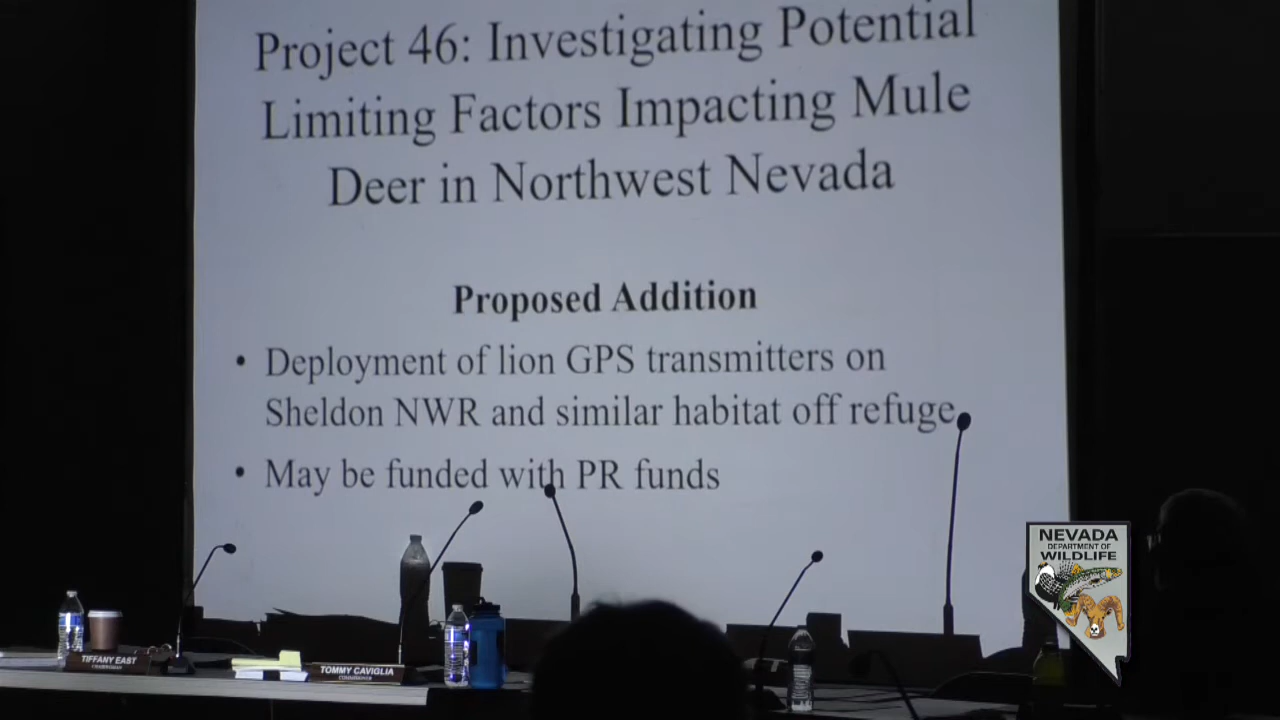 Project 46: Investigating Potential
Limiting Factors Impacting Mule
Deer in Northwest Nevada
Proposed Addition
• Deployment of lion GPS transmitters on
Sheldon NWR and similar habitat off refuge
• May be funded with PR funds
NEVADA
DEPARTMENT OF
WILDLIFE
TIFFANY EAST
CHAIRWOMAN
TOMMY CAVIGLIA
COMMISSIONER